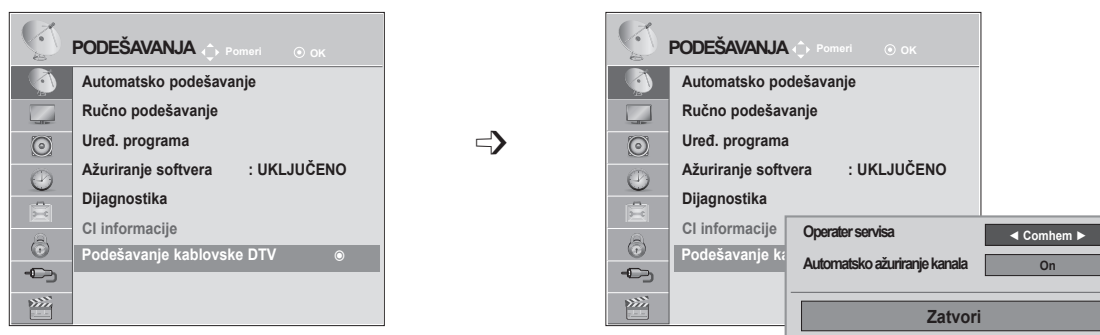 PODEŠAVANJA Pomeri OK
Automatsko podešavanje
Ručno podešavanje
Uređ. programa
Ažuriranje softvera : UKLJUČENO
Dijagnostika
CI informacije
Podešavanje kablovske DTV
PODEŠAVANJA Pomeri OK
Automatsko podešavanje
Ručno podešavanje
Uređ. programa
Ažuriranje softvera : UKLJUČENO
Dijagnostika
CI informacije
Podešavanje ka
Operater servisa ◄ Comhem ►
Automatsko ažuriranje kanala On
Zatvori